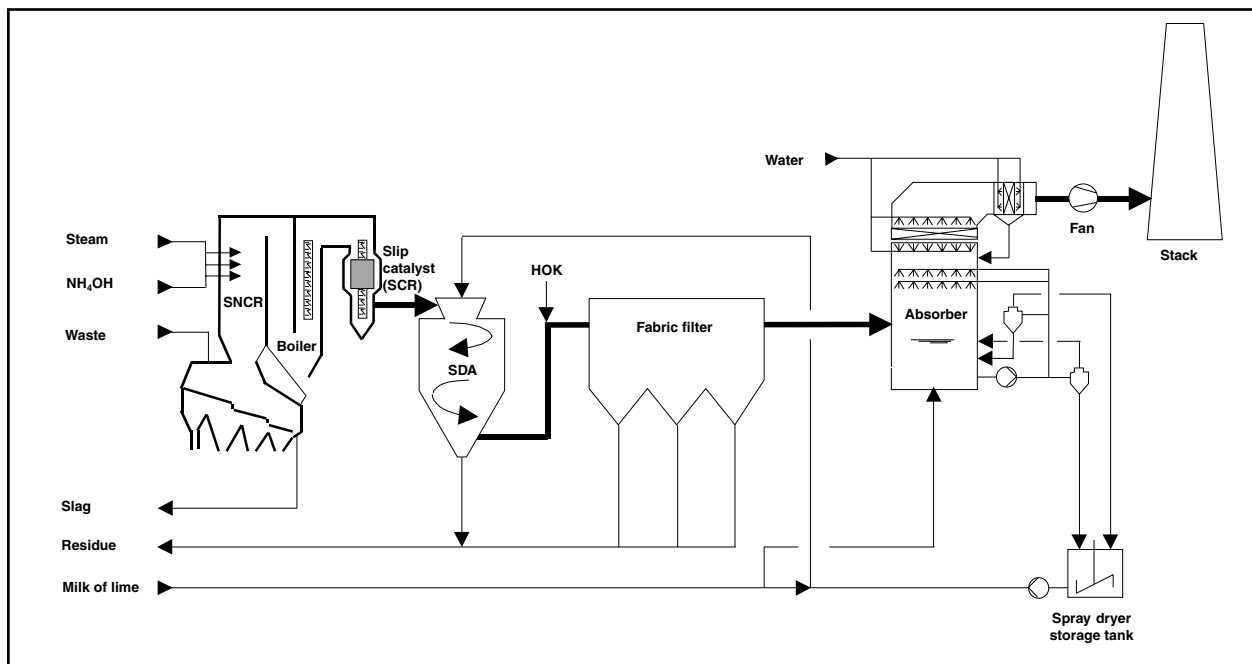 Water
Fan
Stack
Steam
NH₄OH
SNCR
Slip
catalyst
(SCR)
HOK
Waste
Boiler
SDA
Fabric filter
Absorber
Slag
Residue
Milk of lime
Spray dryer
storage tank